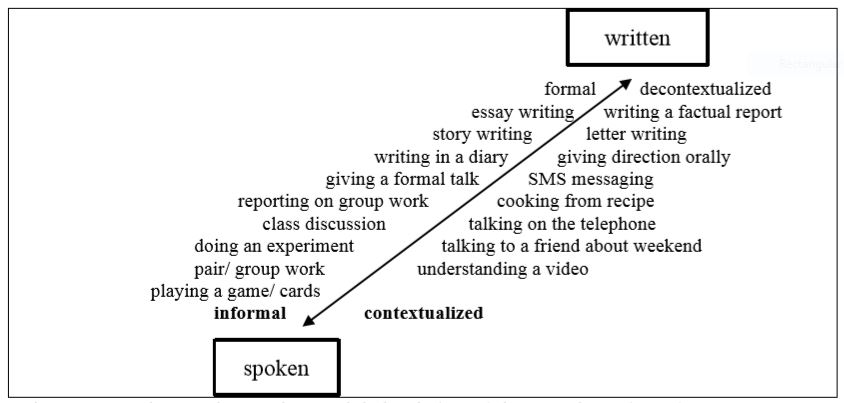 written
formal decontextualized
essay writing writing a factual report
story writing letter writing
writing in a diary giving direction orally
giving a formal talk SMS messaging
reporting on group work cooking from recipe
class discussion talking on the telephone
doing an experiment talking to a friend about weekend
pair/ group work understanding a video
playing a game/ cards
informal contextualized
spoken